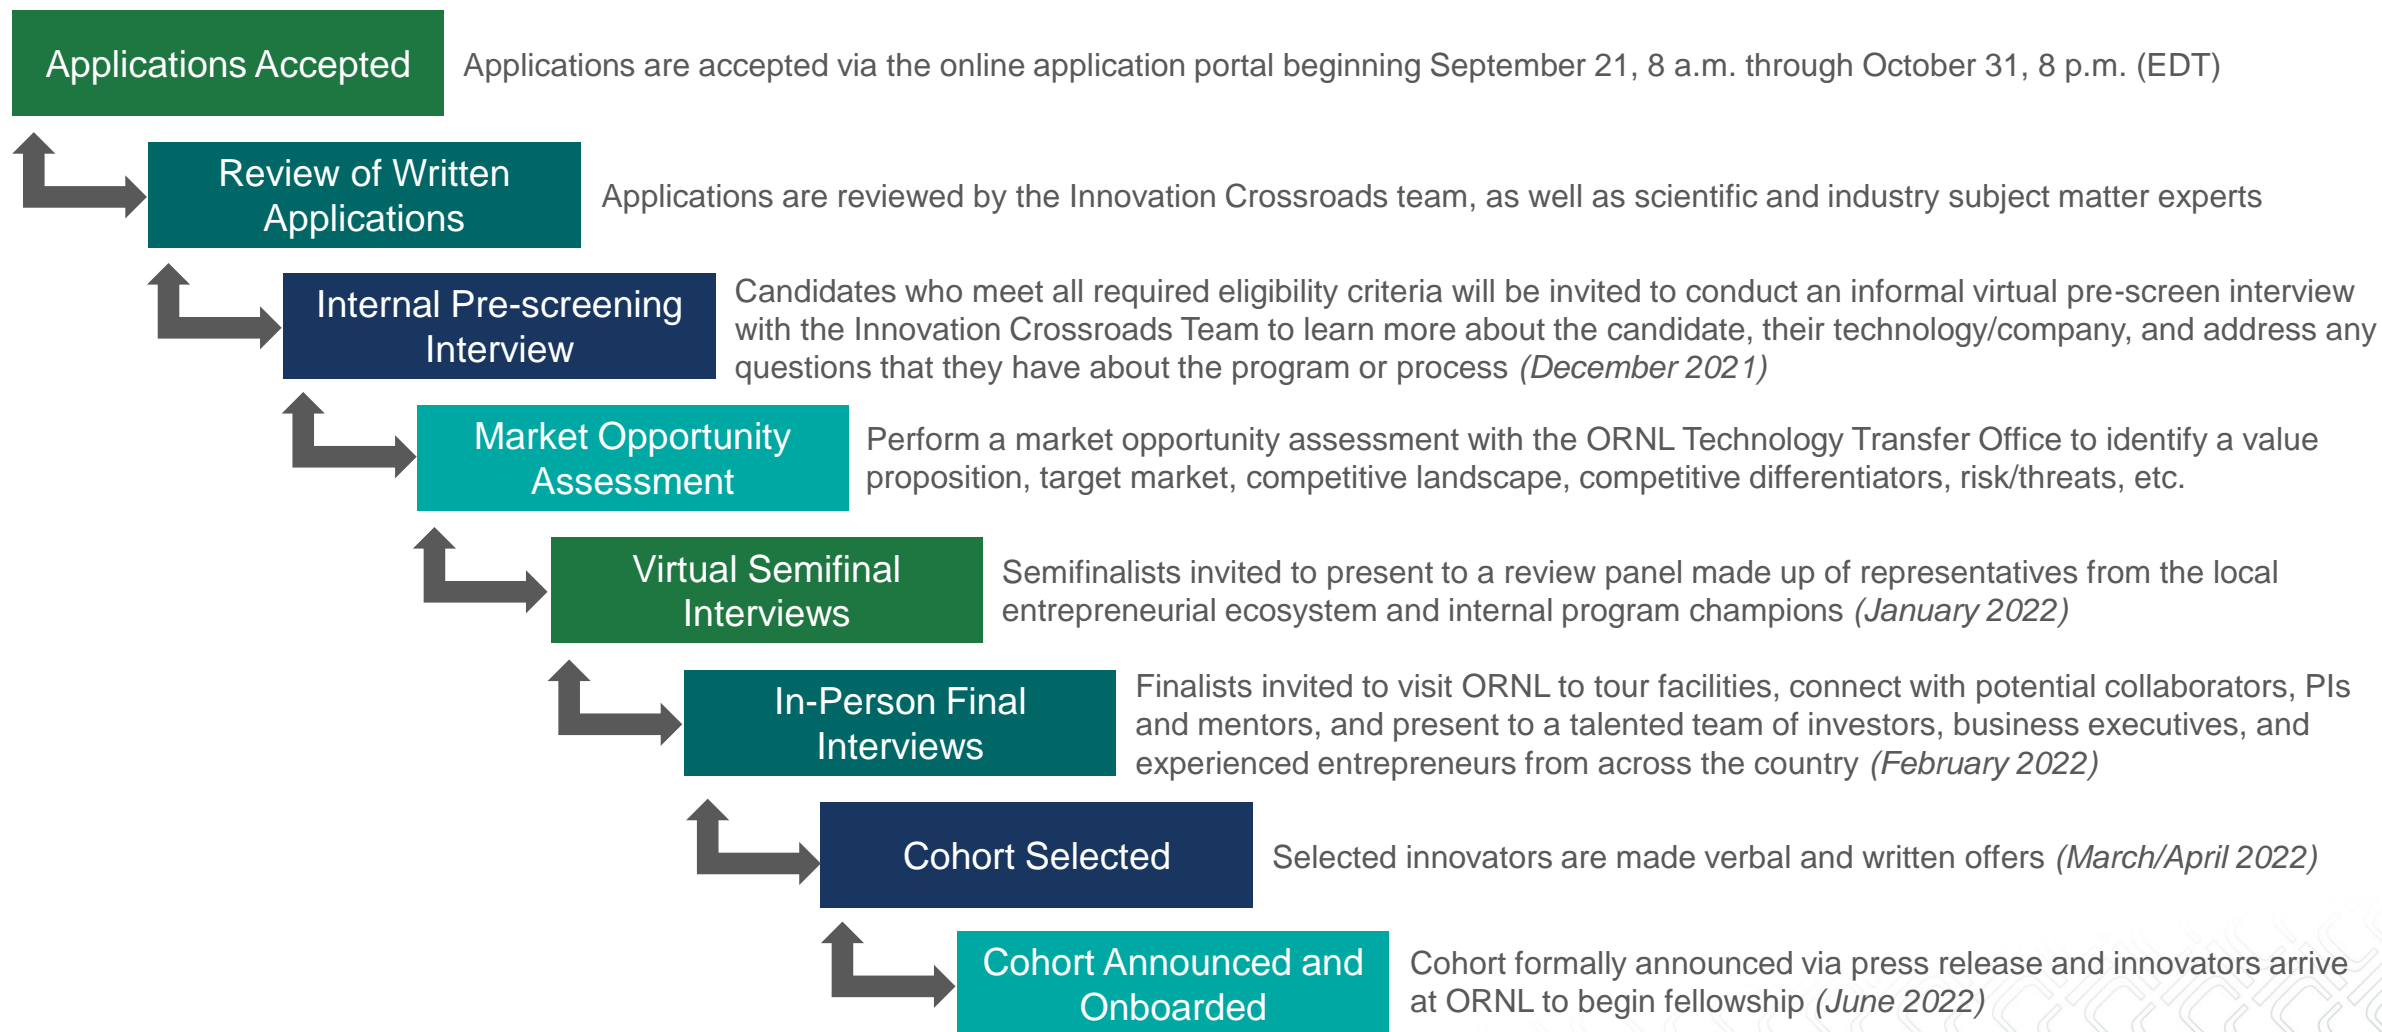 Applications Accepted
Applications are accepted via the online application portal beginning September 21, 8 a.m. through October 31, 8 p.m. (EDT)
Review of Written
Applications
Applications are reviewed by the Innovation Crossroads team, as well as scientific and industry subject matter experts
Internal Pre-screening
Interview
Candidates who meet all required eligibility criteria will be invited to conduct an informal virtual pre-screen interview
with the Innovation Crossroads Team to learn more about the candidate, their technology/company, and address any
questions that they have about the program or process (December 2021)
Market Opportunity
Assessment
Perform a market opportunity assessment with the ORNL Technology Transfer Office to identify a value
proposition, target market, competitive landscape, competitive differentiators, risk/threats, etc.
Virtual Semifinal
Interviews
Semifinalists invited to present to a review panel made up of representatives from the local
entrepreneurial ecosystem and internal program champions (January 2022)
In-Person Final
Interviews
Finalists invited to visit ORNL to tour facilities, connect with potential collaborators, PIs
and mentors, and present to a talented team of investors, business executives, and
experienced entrepreneurs from across the country (February 2022)
Cohort Selected
Selected innovators are made verbal and written offers (March/April 2022)
Cohort Announced and
Onboarded
Cohort formally announced via press release and innovators arrive
at ORNL to begin fellowship (June 2022)